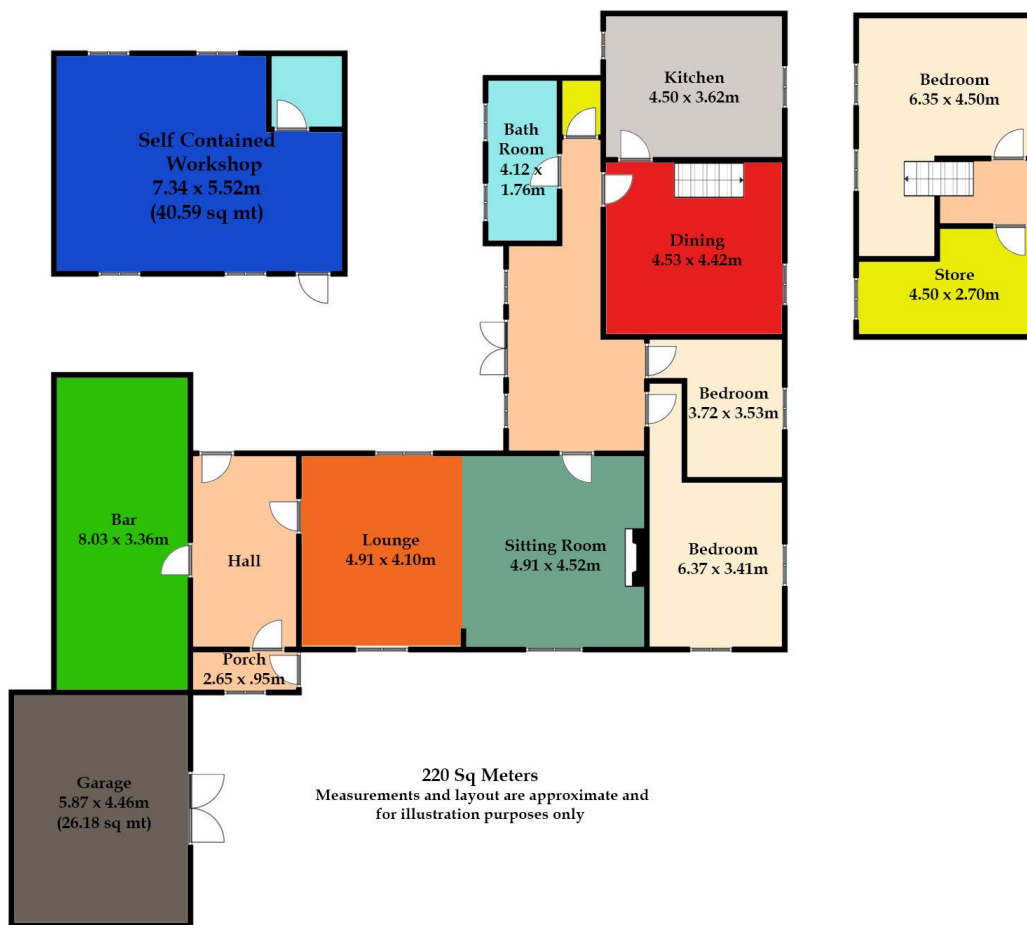 Self Contained
Workshop
7.34 x 5.52m
(40.59 sq mt)
Bath
Room
4.12 x
1.76m
Kitchen
4.50 x 3.62m
Dining
4.53 x 4.42m
Bedroom
6.35 x 4.50m
Store
4.50 x 2.70m
Bedroom
3.72 x 3.53m
Bar
8.03 x 3.36m
Hall
Lounge
4.91 x 4.10m
Sitting Room
4.91 x 4.52m
Bedroom
6.37 x 3.41m
Porch
2.65 x .95m
Garage
5.87 x 4.46m
(26.18 sq mt)
220 Sq Meters
Measurements and layout are approximate and
for illustration purposes only